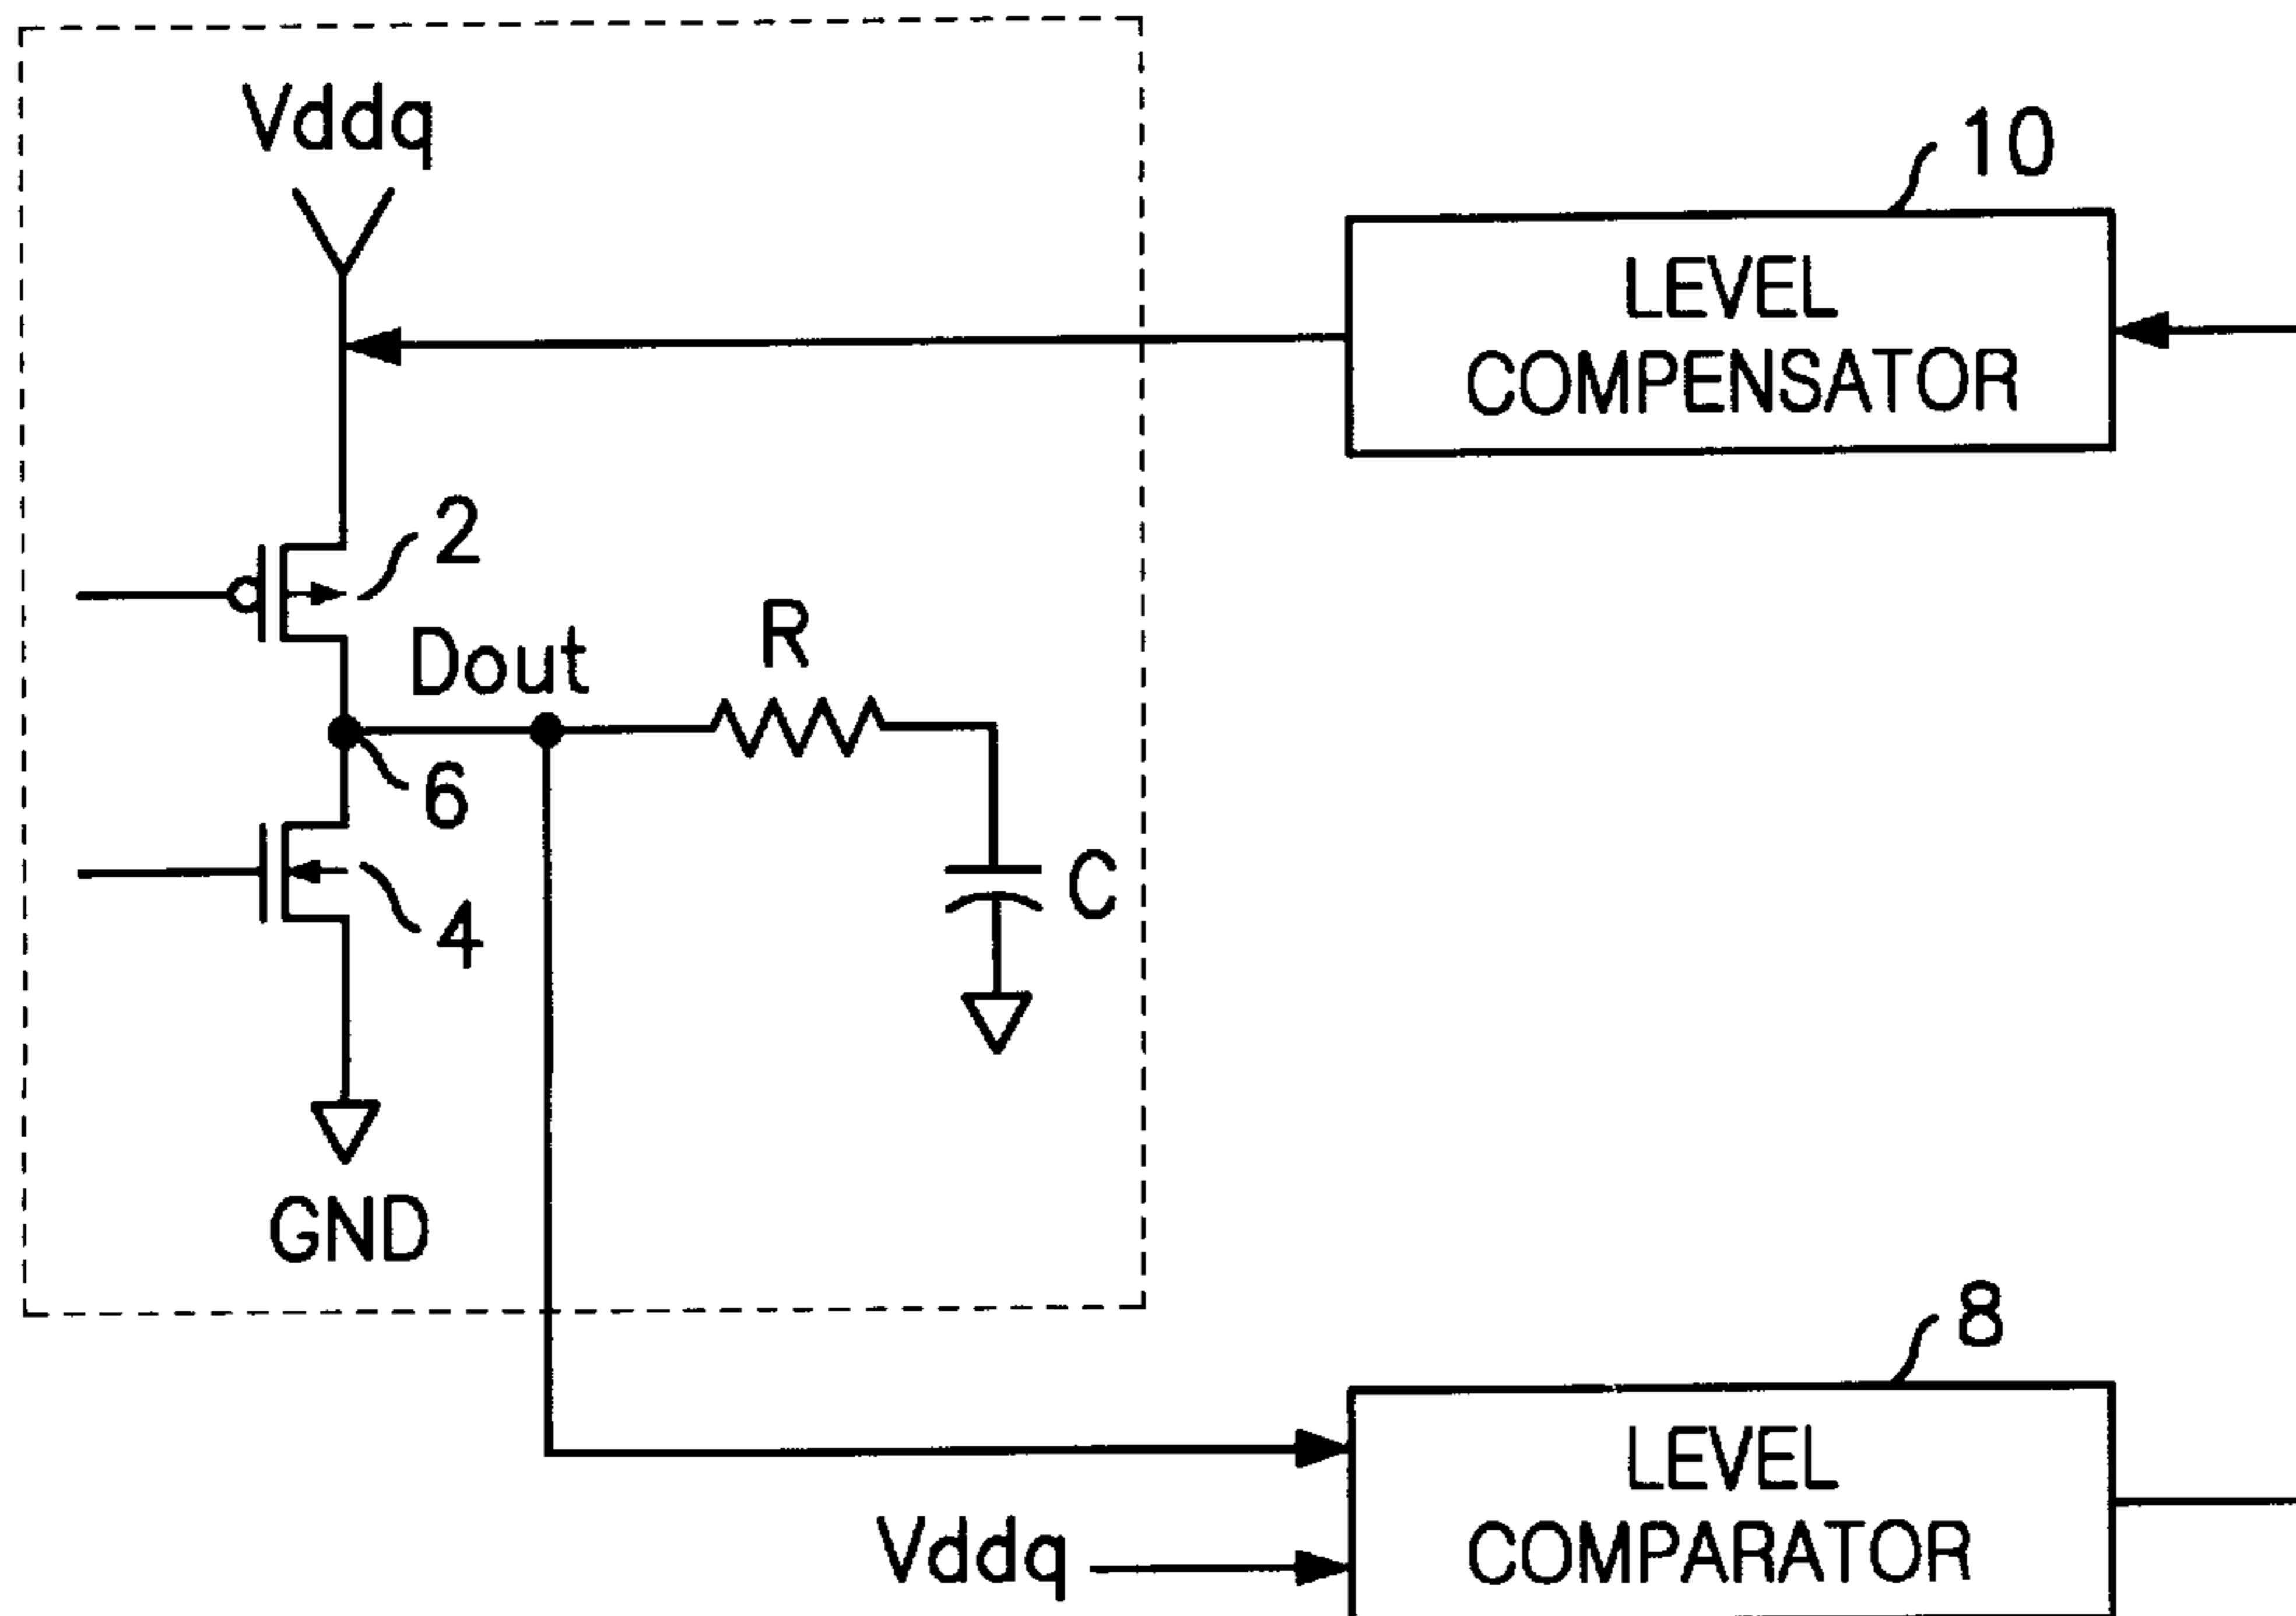 Vddq
10
LEVEL
COMPENSATOR
2
Dout
R
6
C
4
GND
8
LEVEL
COMPARATOR
Vddq